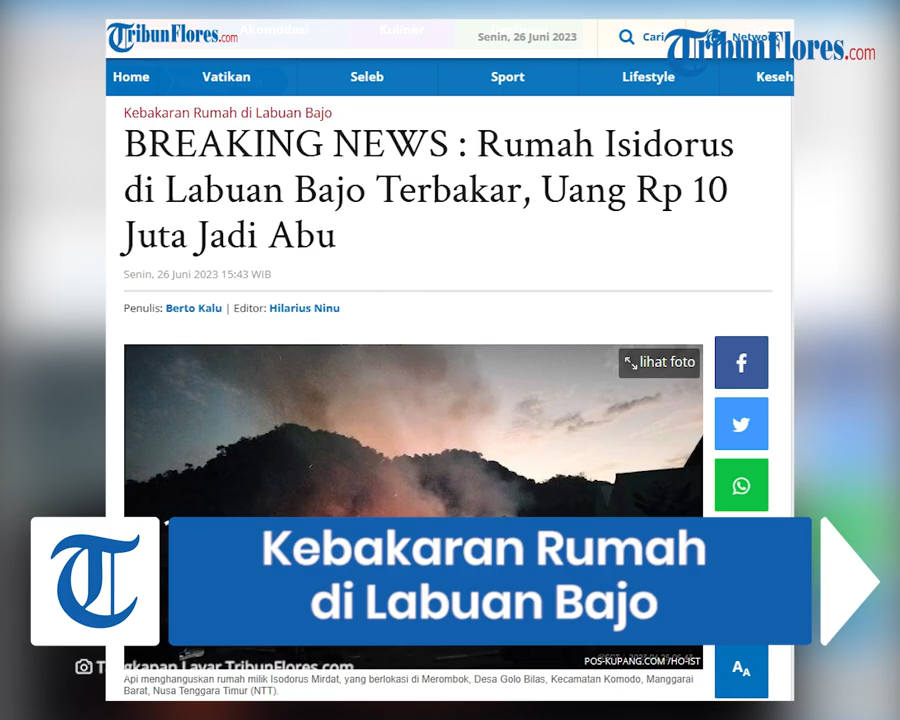 TribunFlores.com
Akomodasi
Kuliner
Senin, 26 Juni 2023
Cari
Network
TribunFlores.com
Home
Vatikan
Seleb
Sport
Lifestyle
Keseh
Kebakaran Rumah di Labuan Bajo
BREAKING NEWS : Rumah Isidorus
di Labuan Bajo Terbakar, Uang Rp 10
Juta Jadi Abu
Senin, 26 Juni 2023 15:43 WIB
Penulis: Berto Kalu | Editor: Hilarius Ninu
lihat foto
Kebakaran Rumah
di Labuan Bajo
POS-KUPANG.COM /HO-IST
Tangkapan Layar TribunFlores.com
AA
Api menghanguskan rumah milik Isodorus Mirdat, yang berlokasi di Merombok, Desa Golo Bilas, Kecamatan Komodo, Manggarai
Barat, Nusa Tenggara Timur (NTT).